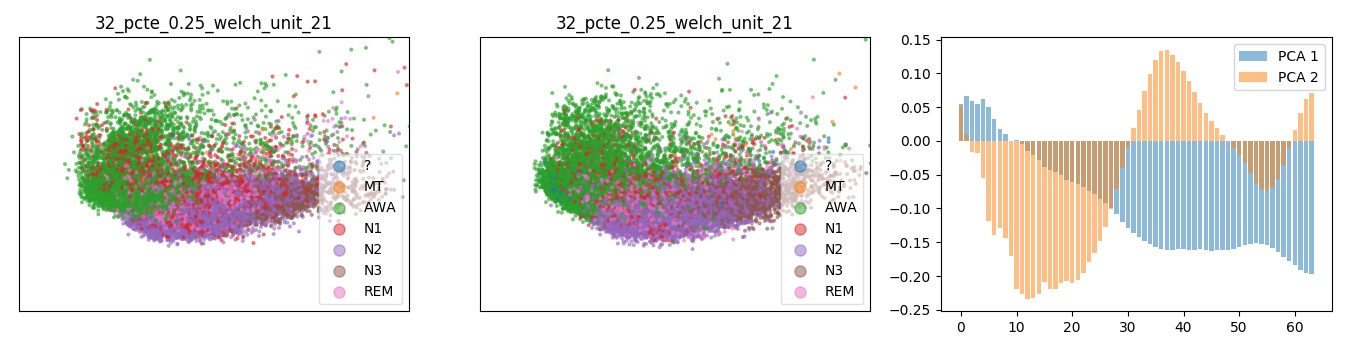 32_pcte_0.25_welch_unit_21
?
MT
AWA
N1
N2
N3
REM
32_pcte_0.25_welch_unit_21
?
MT
AWA
N1
N2
N3
REM
0.15
0.10
0.05
0.00
−0.05
−0.10
−0.15
−0.20
−0.25
0 10 20 30 40 50 60
PCA 1
PCA 2